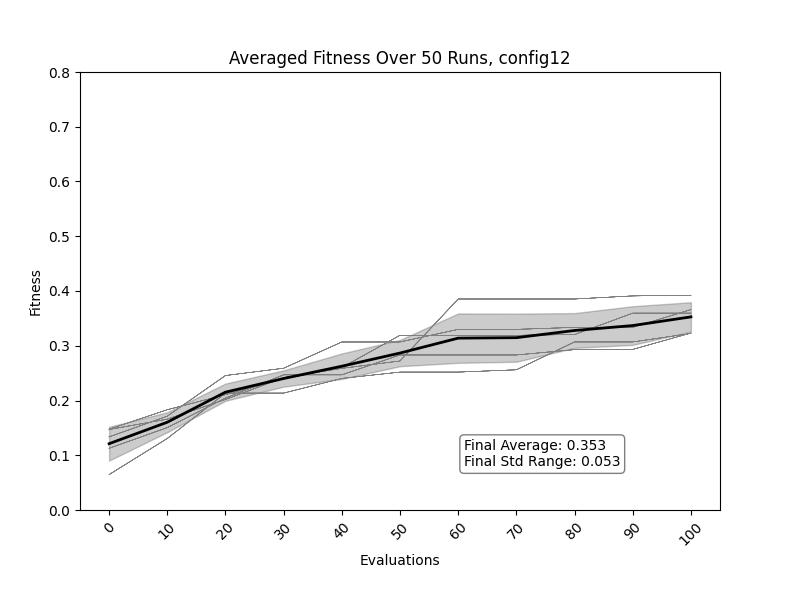 Averaged Fitness Over 50 Runs, config12
0.8
0.7
0.6
0.5
0.4
0.3
0.2
0.1
0.0
Fitness
Final Average: 0.353
Final Std Range: 0.053
0 10 20 30 40 50 60 70 80 90 100
Evaluations